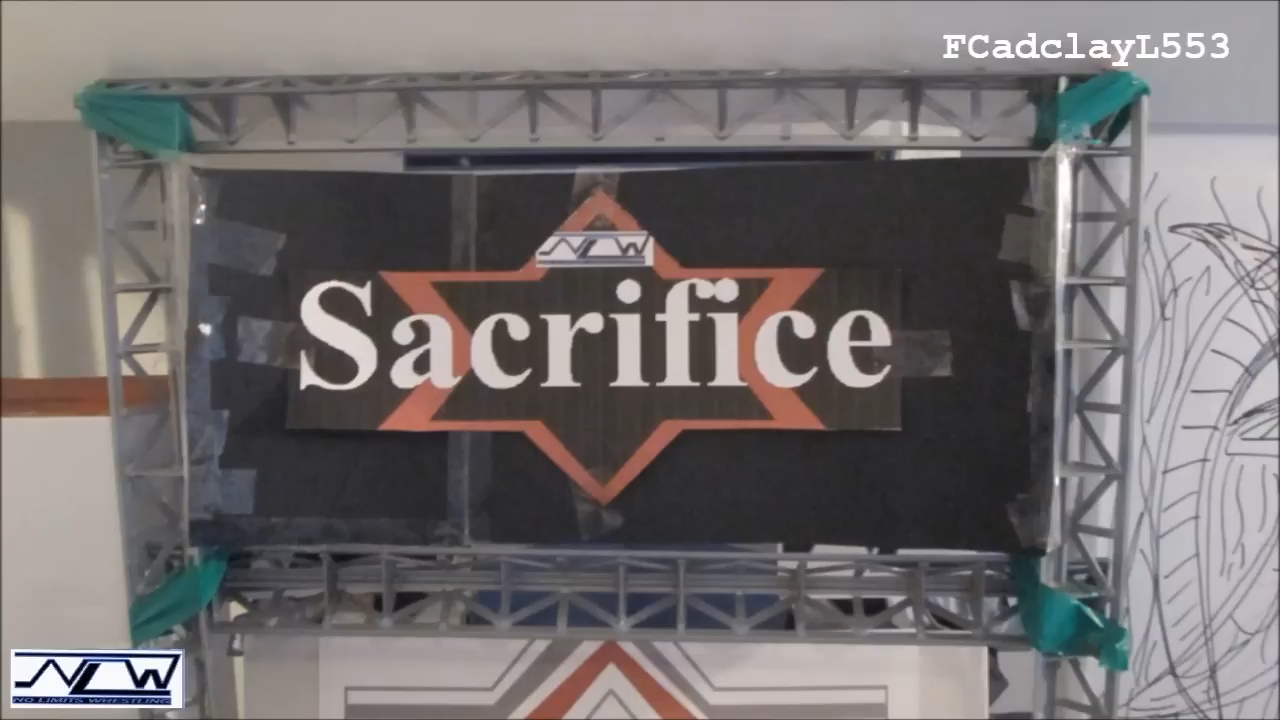 FCadclayL553
NLW
Sacrifice
NLW
NO LIMITS WRESTLING